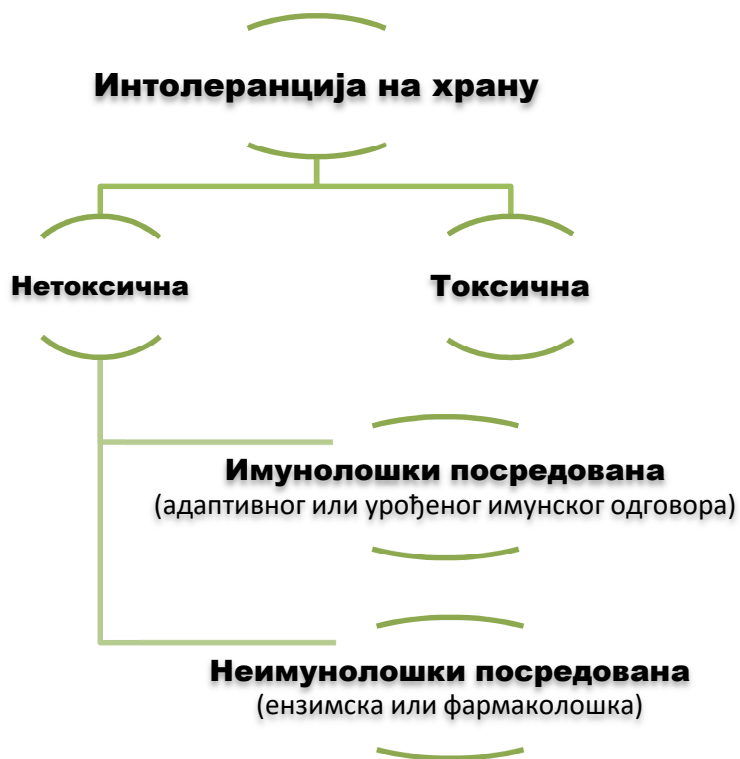 Интолеранција на храну
Нетоксична
Токсична
Имунолошки посредована
(адаптивног или урођеног имунског одговора)
Неимунолошки посредована
(ензимска или фармаколошка)